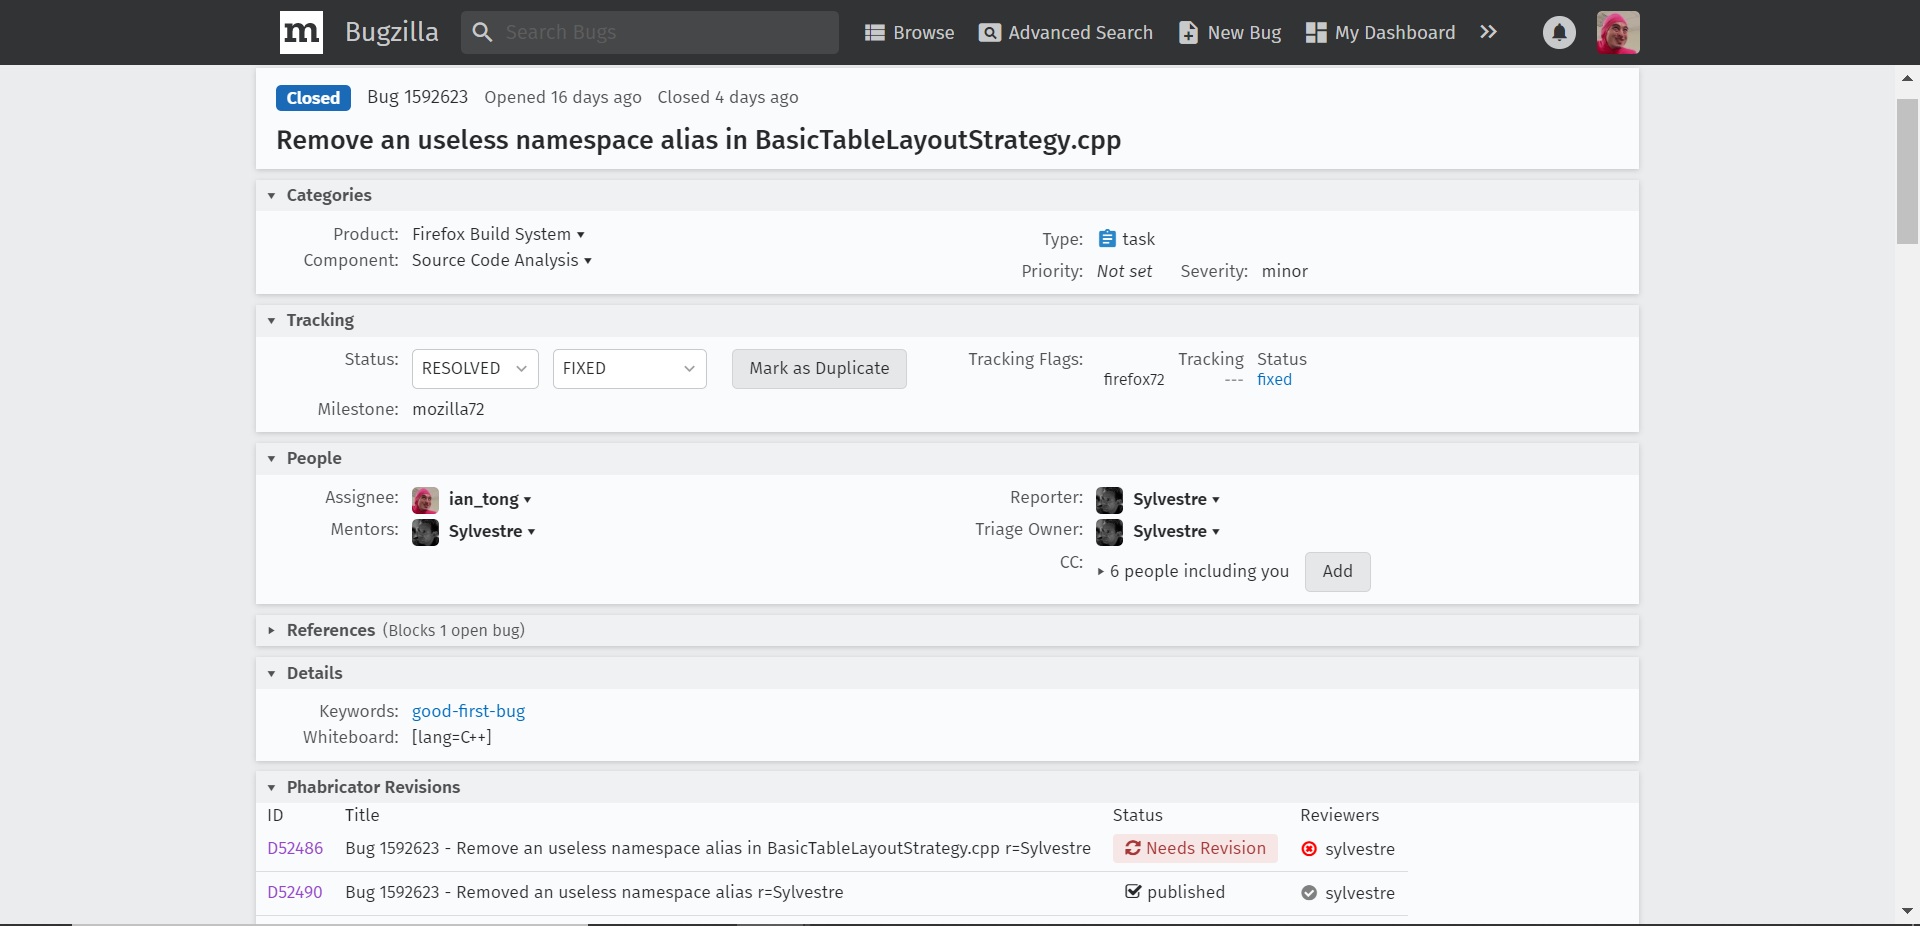 m Bugzilla Search Bugs Browse Advanced Search New Bug My Dashboard
Closed Bug 1592623 Opened 16 days ago Closed 4 days ago
Remove an useless namespace alias in BasicTableLayoutStrategy.cpp
Categories
Product: Firefox Build System
Component: Source Code Analysis
Type: task
Priority: Not set Severity: minor
Tracking
Status: RESOLVED FIXED Mark as Duplicate
Milestone: mozilla72
Tracking Flags: Tracking Status
firefox72 --- fixed
People
Assignee: ian_tong
Mentors: Sylvestre
Reporter: Sylvestre
Triage Owner: Sylvestre
CC: 6 people including you Add
References (Blocks 1 open bug)
Details
Keywords: good-first-bug
Whiteboard: [lang=C++]
Phabricator Revisions
ID Title Status Reviewers
D52486 Bug 1592623 - Remove an useless namespace alias in BasicTableLayoutStrategy.cpp r=Sylvestre Needs Revision sylvestre
D52490 Bug 1592623 - Removed an useless namespace alias r=Sylvestre published sylvestre